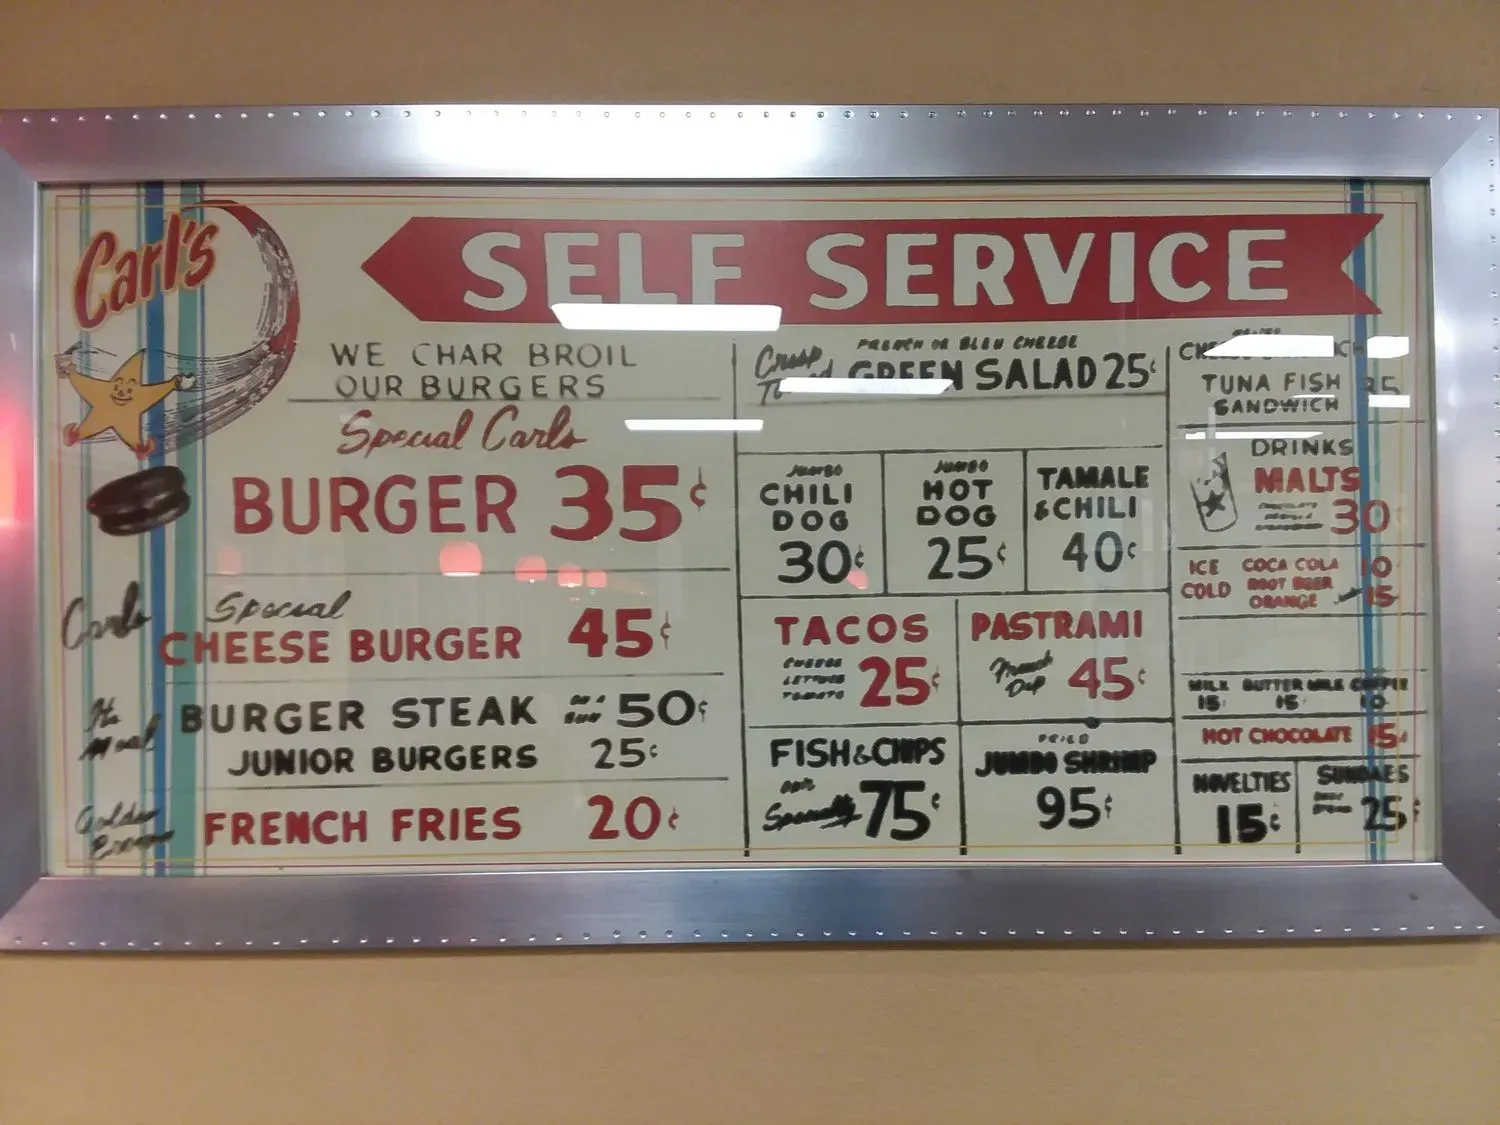 Carl's
SELF SERVICE
WE CHAR BROIL
OUR BURGERS
Special Carls
BURGER 35¢
Carls
Special
CHEESE BURGER 45¢
BURGER STEAK 50¢
JUNIOR BURGERS 25¢
Golden
FRENCH FRIES 20¢
FRENCH OR BLEU CHEESE
Crisp
GREEN SALAD 25¢
JUMBO
CHILI
DOG
30¢
JUMBO
HOT
DOG
25¢
TAMALE
& CHILI
40¢
TACOS
CHEESE
LETTUCE
TOMATO
25¢
PASTRAMI
French
Dip
45¢
FISH & CHIPS
our
Specialty
75¢
FRIED
JUMBO SHRIMP
95¢
TUNA FISH 35
SANDWICH
DRINKS
MALTS
30¢
ICE
COLD
COCA COLA
ROOT BEER
ORANGE
10
15
MILK BUTTER MILK COFFEE
15 15 10
HOT CHOCOLATE 15¢
NOVELTIES
15¢
SUNDAES
25¢